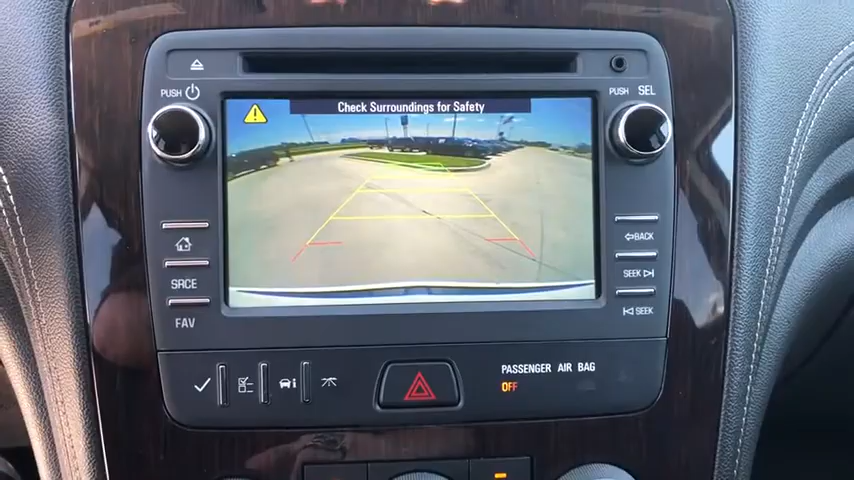 PUSH
PUSH SEL
Check Surroundings for Safety
BACK
SRCE
SEEK
FAV
SEEK
PASSENGER AIR BAG
OFF